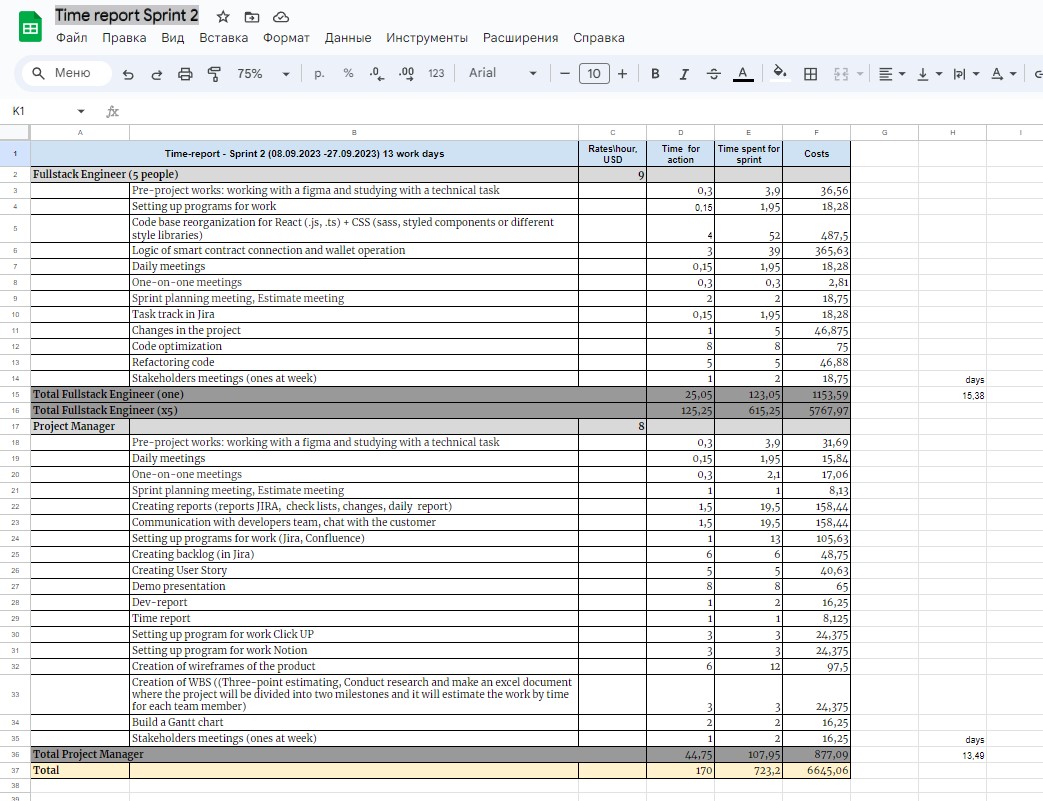 Time report Sprint 2
Файл Правка Вид Вставка Формат Данные Инструменты Расширения Справка
Меню 75% р. % .0 .00 123 Arial 10 B I S A
K1 fx
A B C D E F G H I
1 Time-report - Sprint 2 (08.09.2023 -27.09.2023) 13 work days Rates\hour, USD Time for action Time spent for sprint Costs
2 Fullstack Engineer (5 people) 9
3 Pre-project works: working with a figma and studying with a technical task 0,3 3,9 36,56
4 Setting up programs for work 0,15 1,95 18,28
5 Code base reorganization for React (.js, .ts) + CSS (sass, styled components or different
style libraries) 4 52 487,5
6 Logic of smart contract connection and wallet operation 3 39 365,63
7 Daily meetings 0,15 1,95 18,28
8 One-on-one meetings 0,3 0,3 2,81
9 Sprint planning meeting, Estimate meeting 2 2 18,75
10 Task track in Jira 0,15 1,95 18,28
11 Changes in the project 1 5 46,875
12 Code optimization 8 8 75
13 Refactoring code 5 5 46,88
14 Stakeholders meetings (ones at week) 1 2 18,75 days
15 Total Fullstack Engineer (one) 25,05 123,05 1153,59 15,38
16 Total Fullstack Engineer (x5) 125,25 615,25 5767,97
17 Project Manager 8
18 Pre-project works: working with a figma and studying with a technical task 0,3 3,9 31,69
19 Daily meetings 0,15 1,95 15,84
20 One-on-one meetings 0,3 2,1 17,06
21 Sprint planning meeting, Estimate meeting 1 1 8,13
22 Creating reports (reports JIRA, check lists, changes, daily report) 1,5 19,5 158,44
23 Communication with developers team, chat with the customer 1,5 19,5 158,44
24 Setting up programs for work (Jira, Confluence) 1 13 105,63
25 Creating backlog (in Jira) 6 6 48,75
26 Creating User Story 5 5 40,63
27 Demo presentation 8 8 65
28 Dev-report 1 2 16,25
29 Time report 1 1 8,125
30 Setting up program for work Click UP 3 3 24,375
31 Setting up program for work Notion 3 3 24,375
32 Creation of wireframes of the product 6 12 97,5
33 Creation of WBS ((Three-point estimating, Conduct research and make an excel document
where the project will be divided into two milestones and it will estimate the work by time
for each team member) 3 3 24,375
34 Build a Gantt chart 2 2 16,25
35 Stakeholders meetings (ones at week) 1 2 16,25 days
36 Total Project Manager 44,75 107,95 877,09 13,49
37 Total 170 723,2 6645,06
38
39